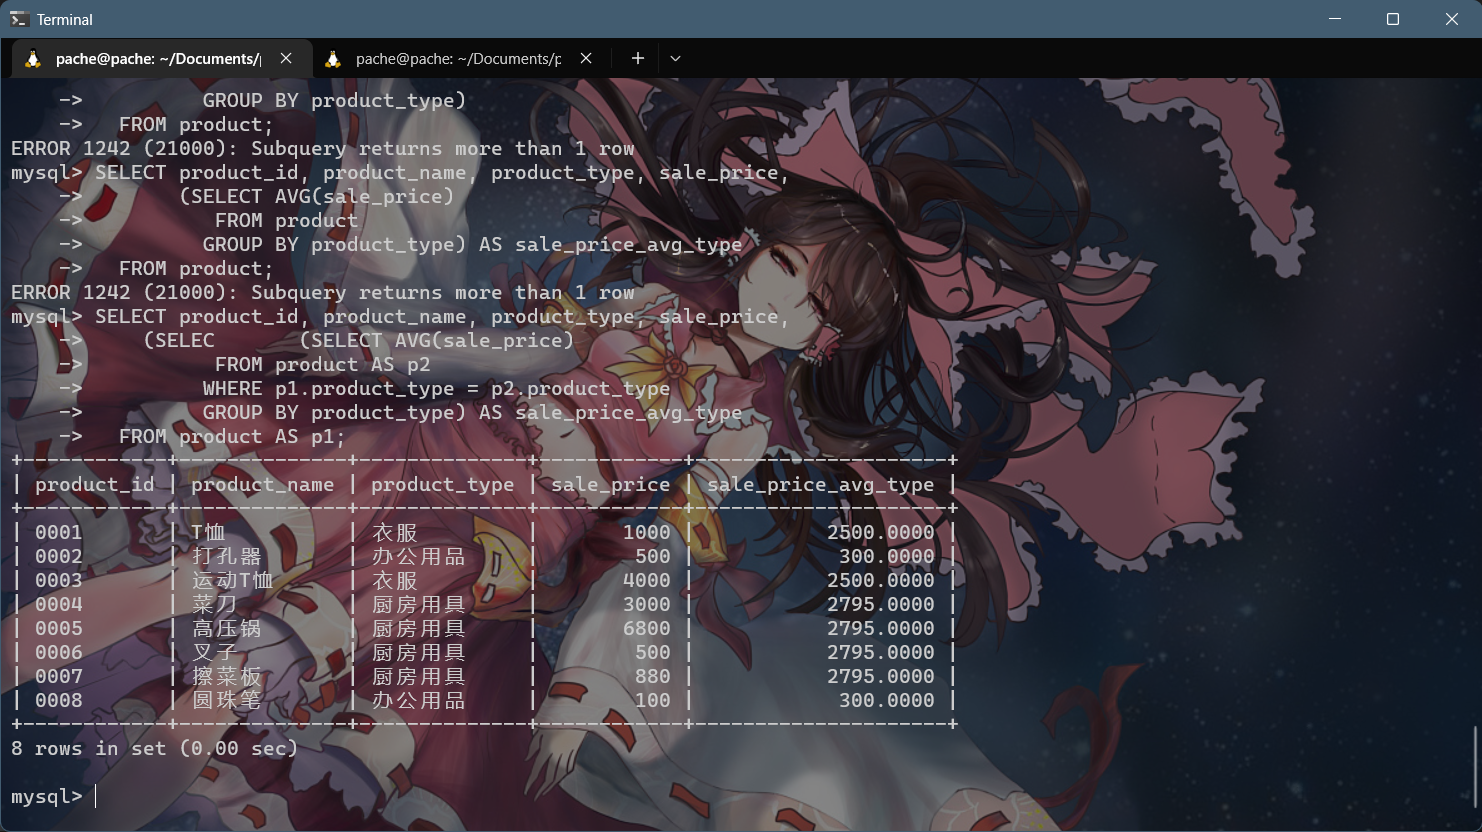 Terminal
pache@pache: ~/Documents/p
pache@pache: ~/Documents/p
    ->          GROUP BY product_type)
    ->   FROM product;
ERROR 1242 (21000): Subquery returns more than 1 row
mysql> SELECT product_id, product_name, product_type, sale_price,
    ->        (SELECT AVG(sale_price)
    ->           FROM product
    ->          GROUP BY product_type) AS sale_price_avg_type
    ->   FROM product;
ERROR 1242 (21000): Subquery returns more than 1 row
mysql> SELECT product_id, product_name, product_type, sale_price,
    ->     (SELEC       (SELECT AVG(sale_price)
    ->           FROM product AS p2
    ->          WHERE p1.product_type = p2.product_type
    ->          GROUP BY product_type) AS sale_price_avg_type
    ->   FROM product AS p1;
+------------+--------------+--------------+------------+---------------------+
| product_id | product_name | product_type | sale_price | sale_price_avg_type |
+------------+--------------+--------------+------------+---------------------+
| 0001       | T恤          | 衣服         |       1000 |           2500.0000 |
| 0002       | 打孔器       | 办公用品     |        500 |            300.0000 |
| 0003       | 运动T恤      | 衣服         |       4000 |           2500.0000 |
| 0004       | 菜刀         | 厨房用具     |       3000 |           2795.0000 |
| 0005       | 高压锅       | 厨房用具     |       6800 |           2795.0000 |
| 0006       | 叉子         | 厨房用具     |        500 |           2795.0000 |
| 0007       | 擦菜板       | 厨房用具     |        880 |           2795.0000 |
| 0008       | 圆珠笔       | 办公用品     |        100 |            300.0000 |
+------------+--------------+--------------+------------+---------------------+
8 rows in set (0.00 sec)
mysql>